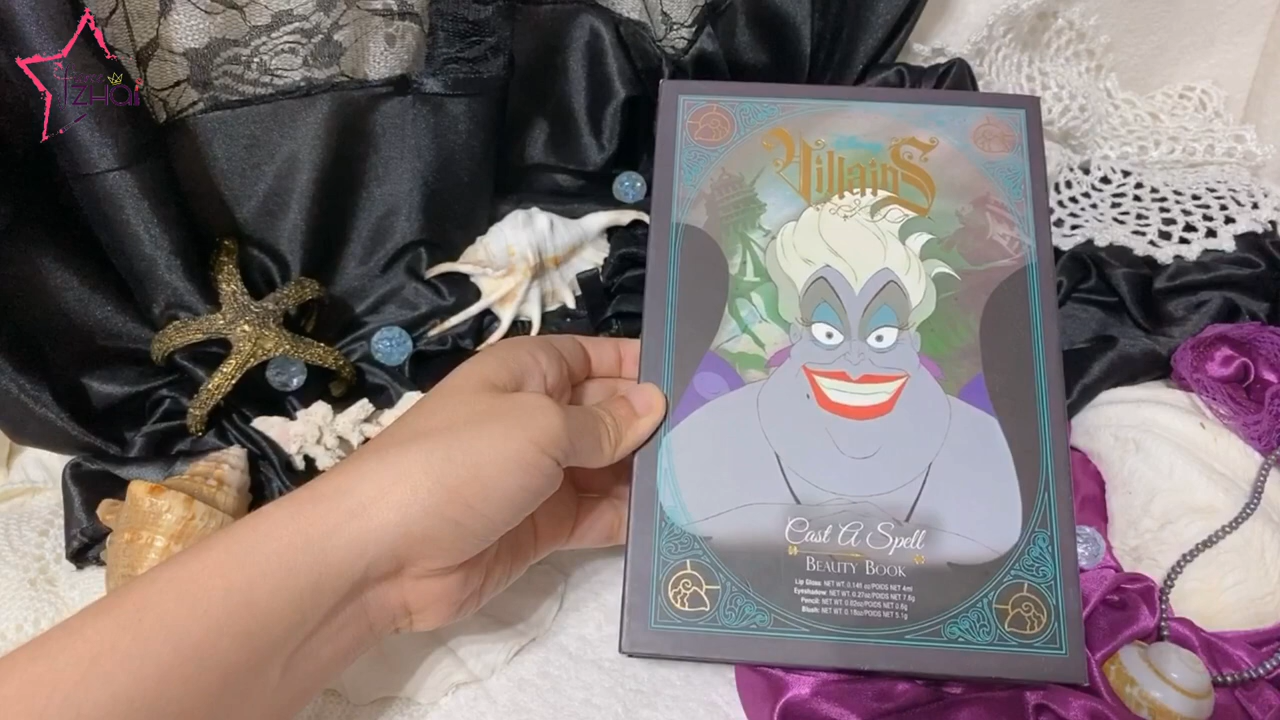 IZHai
Villains
Cast A Spell
BEAUTY BOOK
Lip Gloss: NET WT. 0.141 oz/POIDS NET 4ml
Eyeshadow: NET WT. 0.27oz/POIDS NET 7.6g
Pencil: NET WT. 0.02oz/POIDS NET 0.6g
Blush: NET WT. 0.18oz/POIDS NET 5.1g